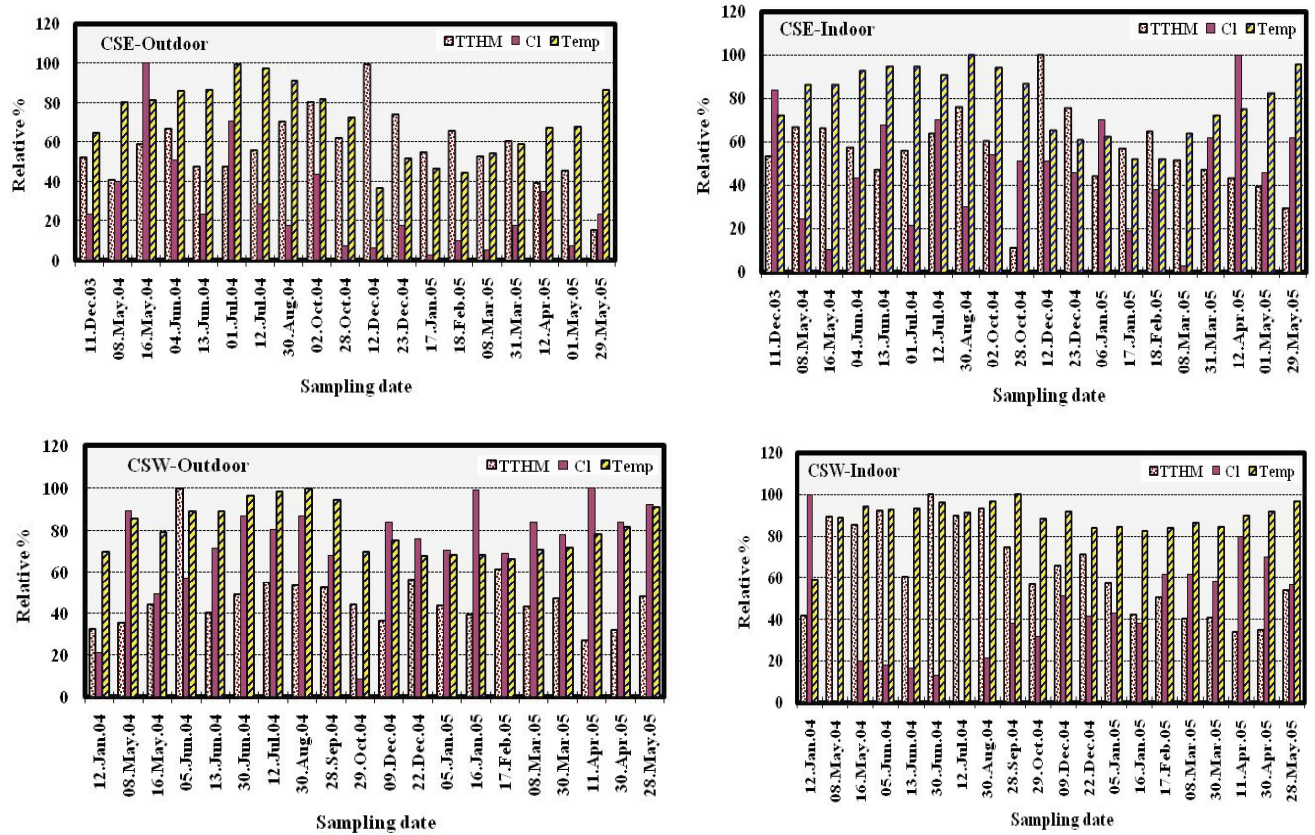 CSE-Outdoor
TTHM Cl Temp
Relative %
120
100
80
60
40
20
0
11.Dec.03
08.May.04
16.May.04
04.Jun.04
13.Jun.04
01.Jul.04
12.Jul.04
30.Aug.04
02.Oct.04
28.Oct.04
12.Dec.04
23.Dec.04
17.Jan.05
18.Feb.05
08.Mar.05
31.Mar.05
12.Apr.05
01.May.05
29.May.05
Sampling date
CSE-Indoor
TTHM Cl Temp
Relative %
120
100
80
60
40
20
0
11.Dec.03
08.May.04
16.May.04
04.Jun.04
13.Jun.04
01.Jul.04
12.Jul.04
30.Aug.04
02.Oct.04
28.Oct.04
12.Dec.04
23.Dec.04
06.Jan.05
17.Jan.05
18.Feb.05
08.Mar.05
31.Mar.05
12.Apr.05
01.May.05
29.May.05
Sampling date
CSW-Outdoor
TTHM Cl Temp
Relative %
120
100
80
60
40
20
0
12.Jan.04
08.May.04
16.May.04
05.Jun.04
13.Jun.04
30.Jun.04
12.Jul.04
30.Aug.04
28.Sep.04
29.Oct.04
09.Dec.04
22.Dec.04
05.Jan.05
16.Jan.05
17.Feb.05
08.Mar.05
30.Mar.05
11.Apr.05
30.Apr.05
28.May.05
Sampling date
CSW-Indoor
TTHM Cl Temp
Relative %
120
100
80
60
40
20
0
12.Jan.04
08.May.04
16.May.04
05.Jun.04
13.Jun.04
30.Jun.04
12.Jul.04
30.Aug.04
28.Sep.04
29.Oct.04
09.Dec.04
22.Dec.04
05.Jan.05
16.Jan.05
17.Feb.05
08.Mar.05
30.Mar.05
11.Apr.05
30.Apr.05
28.May.05
Sampling date